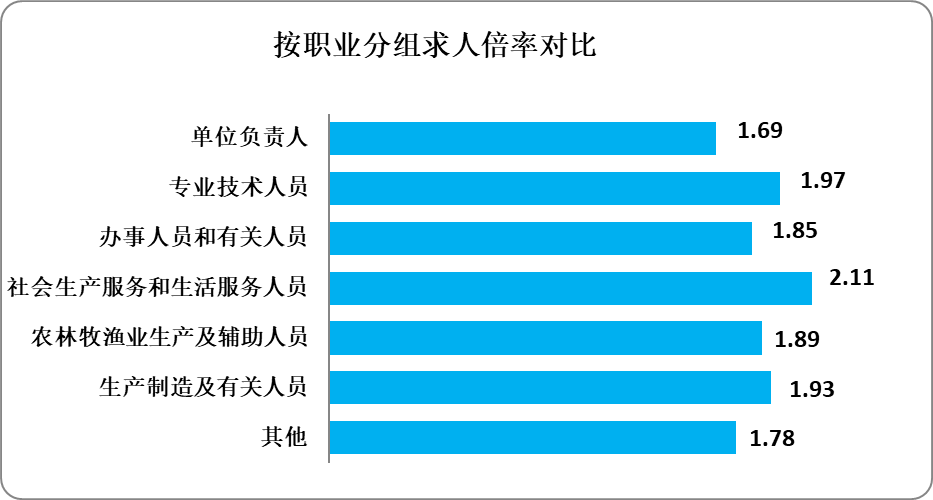 按职业分组求人倍率对比
单位负责人 1.69
专业技术人员 1.97
办事人员和有关人员 1.85
社会生产服务和生活服务人员 2.11
农林牧渔业生产及辅助人员 1.89
生产制造及有关人员 1.93
其他 1.78